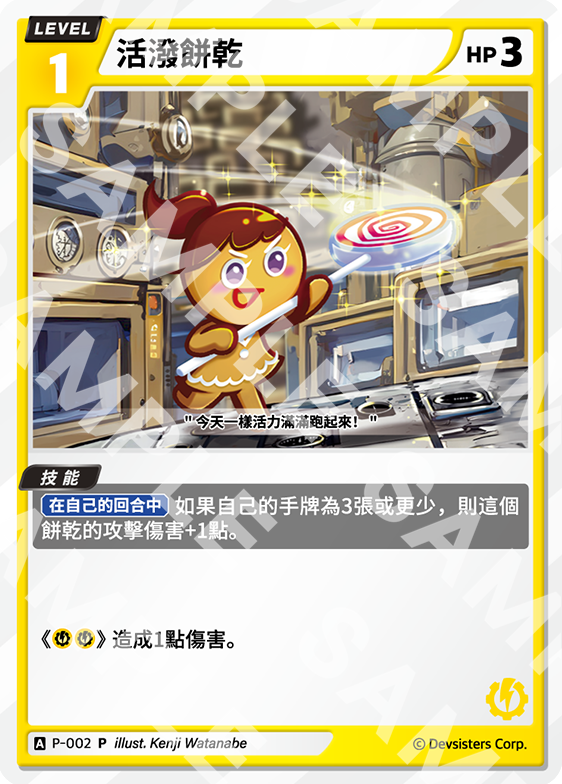 LEVEL
1
活潑餅乾
HP 3
" 今天一樣活力滿滿跑起來！ "
技能
在自己的回合中 如果自己的手牌為3張或更少，則這個
餅乾的攻擊傷害+1點。
《 》造成1點傷害。
A P-002 P illust. Kenji Watanabe
© Devsisters Corp.
SAMPLE SAMPLE SAMPLE